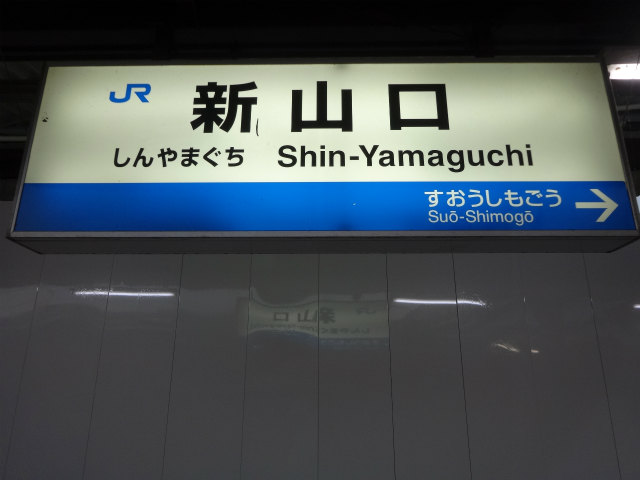 JR 新山口
しんやまぐち Shin-Yamaguchi
すおうしもごう
Suō-Shimogō